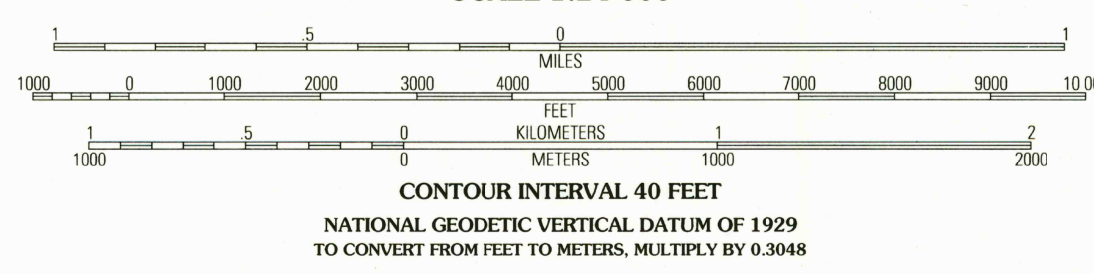 1 .5 0 1
MILES
1000 0 1000 2000 3000 4000 5000 6000 7000 8000 9000
FEET
1 .5 0 KILOMETERS 1 2
1000 0 METERS 1000 2000
CONTOUR INTERVAL 40 FEET
NATIONAL GEODETIC VERTICAL DATUM OF 1929
TO CONVERT FROM FEET TO METERS, MULTIPLY BY 0.3048